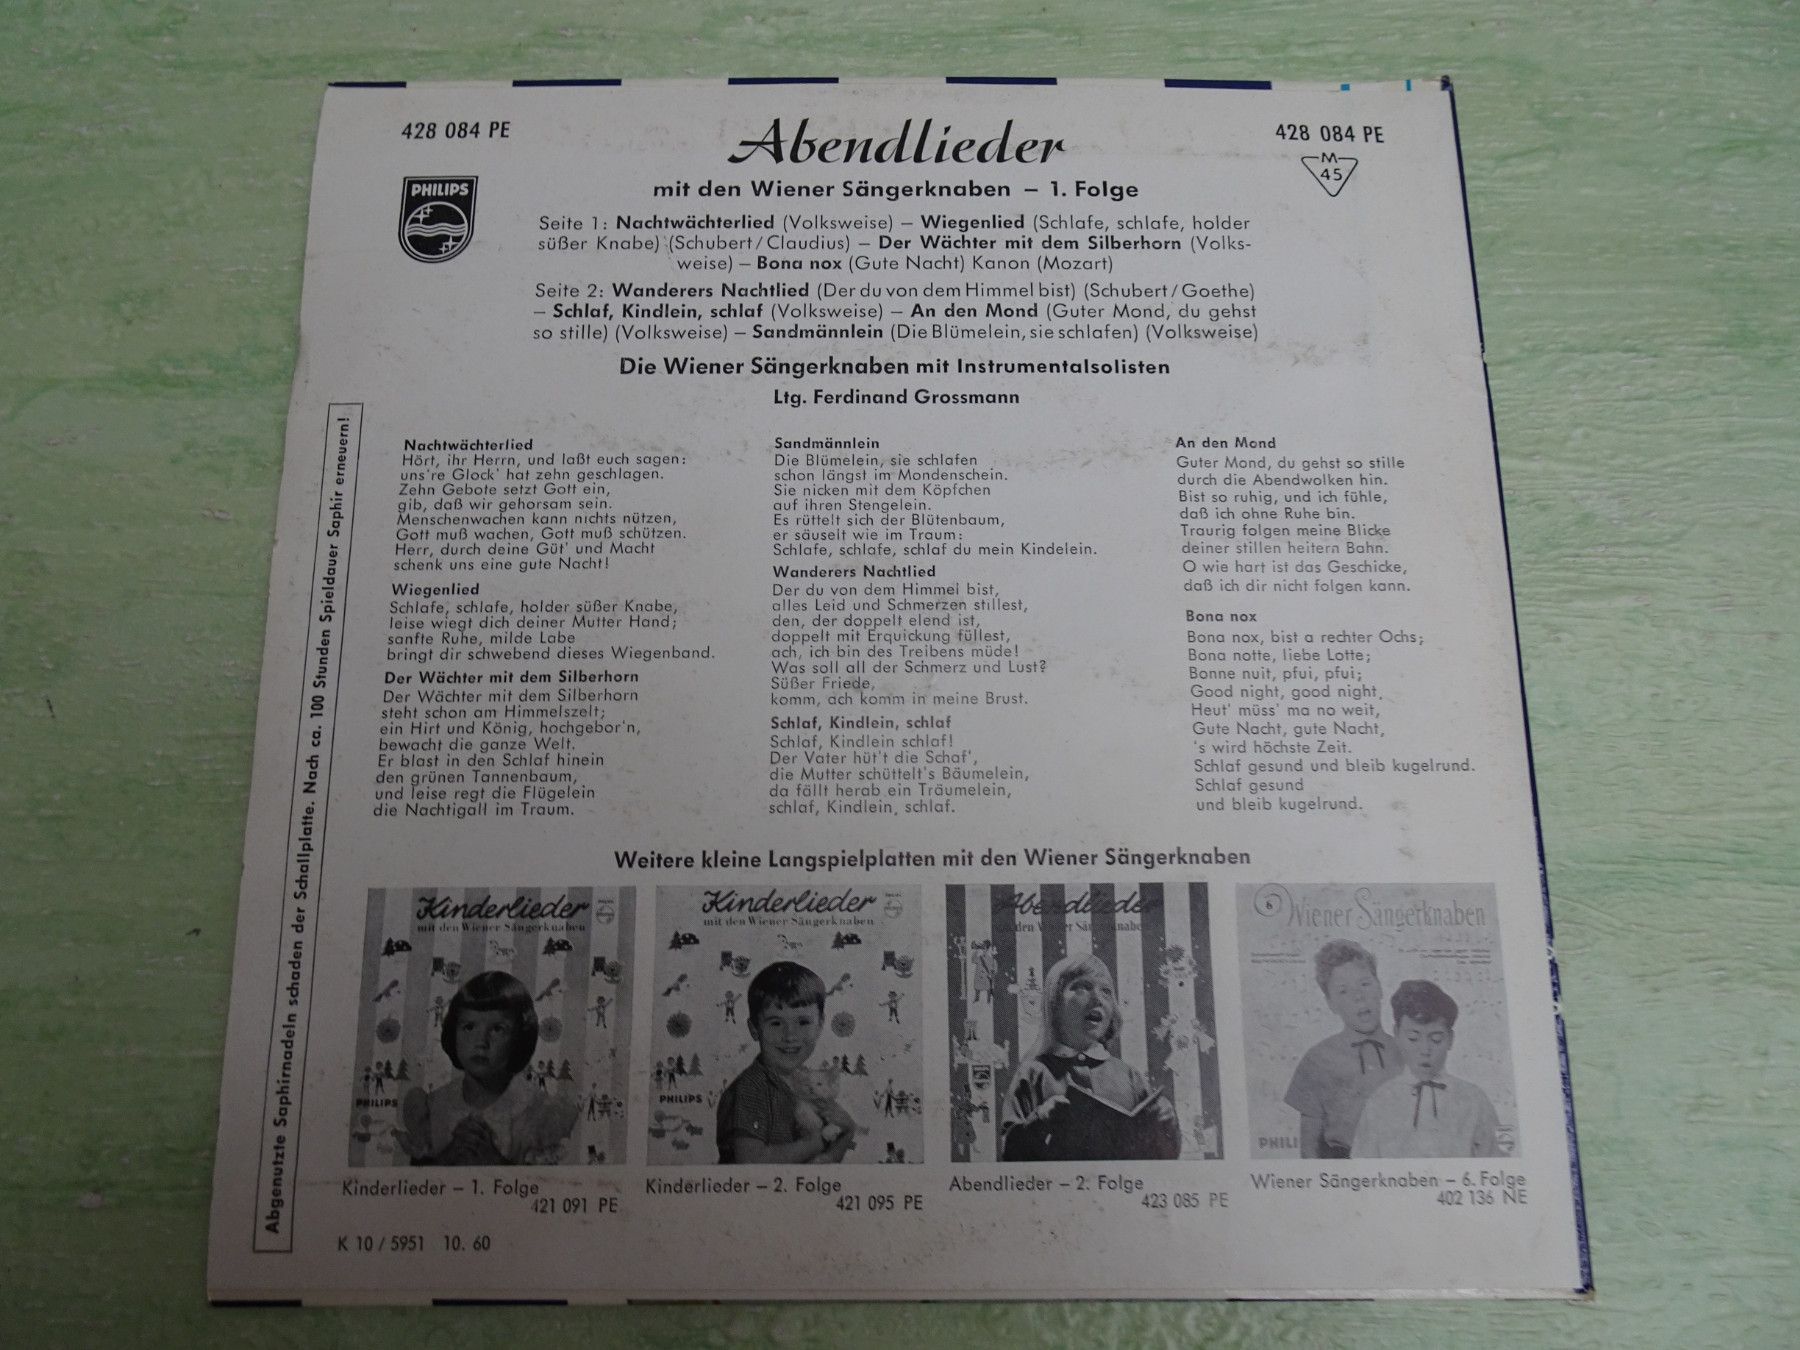 428 084 PE
Abendlieder
428 084 PE
M
45
PHILIPS
mit den Wiener Sängerknaben – 1. Folge
Seite 1: Nachtwächterlied (Volksweise) – Wiegenlied (Schlafe, schlafe, holder
süßer Knabe) (Schubert/Claudius) – Der Wächter mit dem Silberhorn (Volks-
weise) – Bona nox (Gute Nacht) Kanon (Mozart)
Seite 2: Wanderers Nachtlied (Der du von dem Himmel bist) (Schubert/Goethe)
– Schlaf, Kindlein, schlaf (Volksweise) – An den Mond (Guter Mond, du gehst
so stille) (Volksweise) – Sandmännlein (Die Blümelein, sie schlafen) (Volksweise)
Die Wiener Sängerknaben mit Instrumentalsolisten
Ltg. Ferdinand Grossmann
Abgenutzte Saphirnadeln schaden der Schallplatte. Nach ca. 100 Stunden Spieldauer Saphir erneuern!
Nachtwächterlied
Hört, ihr Herrn, und laßt euch sagen:
uns're Glock' hat zehn geschlagen.
Zehn Gebote setzt Gott ein,
gib, daß wir gehorsam sein.
Menschenwachen kann nichts nützen,
Gott muß wachen, Gott muß schützen.
Herr, durch deine Güt' und Macht
schenk uns eine gute Nacht!
Wiegenlied
Schlafe, schlafe, holder süßer Knabe,
leise wiegt dich deiner Mutter Hand;
sanfte Ruhe, milde Labe
bringt dir schwebend dieses Wiegenband.
Der Wächter mit dem Silberhorn
Der Wächter mit dem Silberhorn
steht schon am Himmelszelt;
ein Hirt und König, hochgebor'n,
bewacht die ganze Welt.
Er blast in den Schlaf hinein
den grünen Tannenbaum,
und leise regt die Flügelein
die Nachtigall im Traum.
Sandmännlein
Die Blümelein, sie schlafen
schon längst im Mondenschein.
Sie nicken mit dem Köpfchen
auf ihren Stengelein.
Es rüttelt sich der Blütenbaum,
er säuselt wie im Traum:
Schlafe, schlafe, schlaf du mein Kindelein.
Wanderers Nachtlied
Der du von dem Himmel bist,
alles Leid und Schmerzen stillest,
den, der doppelt elend ist,
doppelt mit Erquickung füllest,
ach, ich bin des Treibens müde!
Was soll all der Schmerz und Lust?
Süßer Friede,
komm, ach komm in meine Brust.
Schlaf, Kindlein, schlaf
Schlaf, Kindlein schlaf!
Der Vater hüt't die Schaf',
die Mutter schüttelt's Bäumelein,
da fällt herab ein Träumelein,
schlaf, Kindlein, schlaf.
An den Mond
Guter Mond, du gehst so stille
durch die Abendwolken hin.
Bist so ruhig, und ich fühle,
daß ich ohne Ruhe bin.
Traurig folgen meine Blicke
deiner stillen heitern Bahn.
O wie hart ist das Geschicke,
daß ich dir nicht folgen kann.
Bona nox
Bona nox, bist a rechter Ochs;
Bona notte, liebe Lotte;
Bonne nuit, pfui, pfui;
Good night, good night,
Heut' müss' ma no weit,
Gute Nacht, gute Nacht,
's wird höchste Zeit.
Schlaf gesund und bleib kugelrund.
Schlaf gesund
und bleib kugelrund.
Weitere kleine Langspielplatten mit den Wiener Sängerknaben
Kinderlieder
mit den Wiener Sängerknaben
PHILIPS
Kinderlieder
mit den Wiener Sängerknaben
PHILIPS
Abendlieder
den Wiener Sängerknaben
6
Wiener Sängerknaben
PHILI
Kinderlieder – 1. Folge
421 091 PE
Kinderlieder – 2. Folge
421 095 PE
Abendlieder – 2. Folge
423 085 PE
Wiener Sängerknaben – 6. Folge
402 136 NE
K 10 / 5951 10. 60